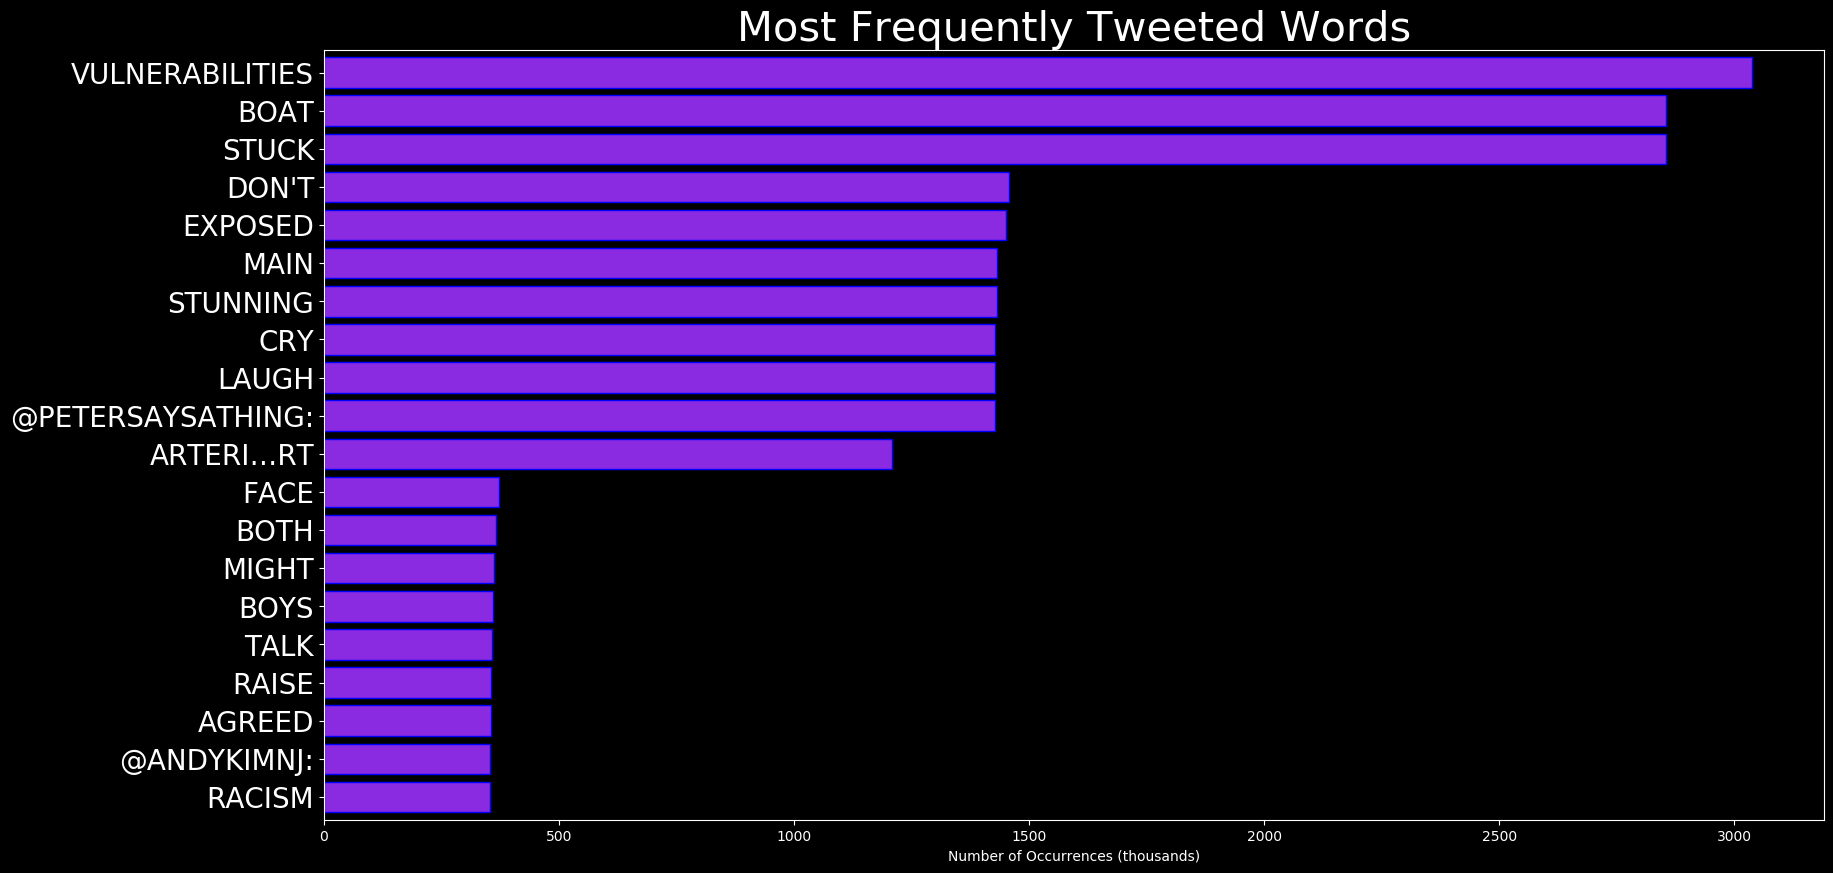 Most Frequently Tweeted Words
VULNERABILITIES
BOAT
STUCK
DON'T
EXPOSED
MAIN
STUNNING
CRY
LAUGH
@PETERSAYSATHING:
ARTERI…RT
FACE
BOTH
MIGHT
BOYS
TALK
RAISE
AGREED
@ANDYKIMNJ:
RACISM
0 500 1000 1500 2000 2500 3000
Number of Occurrences (thousands)